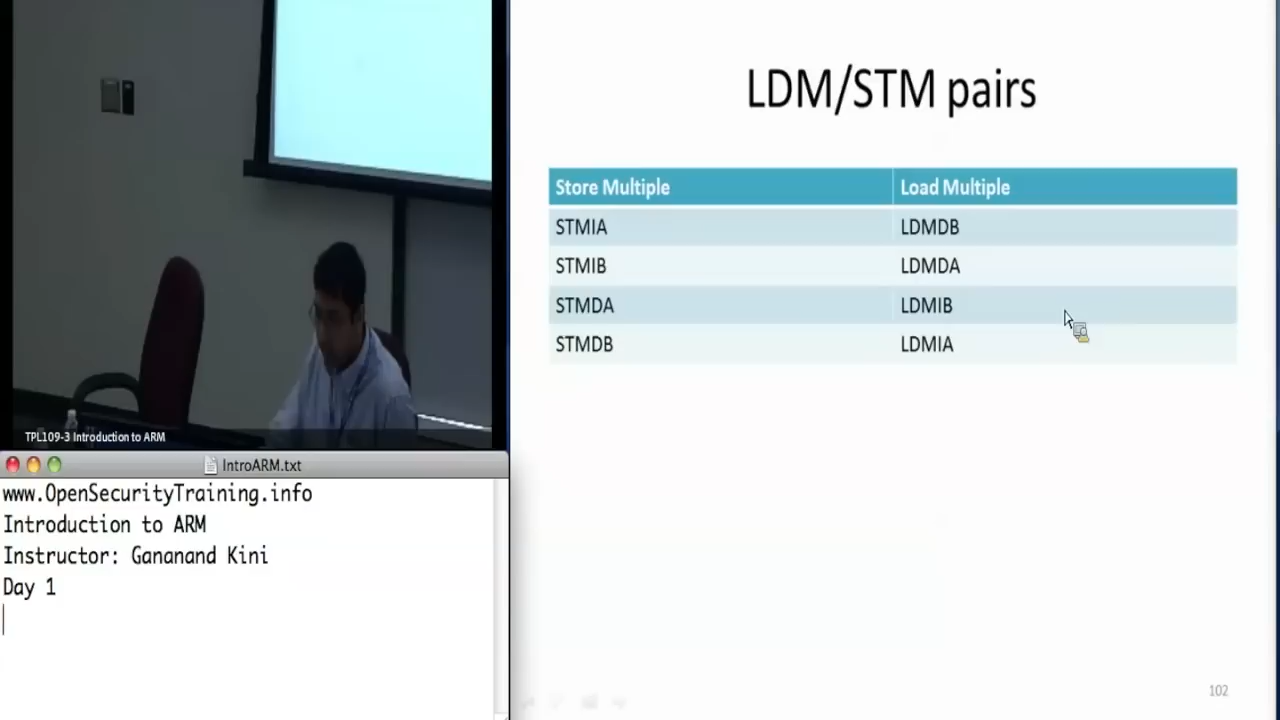 LDM/STM pairs
Store Multiple Load Multiple
STMIA LDMDB
STMIB LDMDA
STMDA LDMIB
STMDB LDMIA
102
TPL109-3 Introduction to ARM
IntroARM.txt
www.OpenSecurityTraining.info
Introduction to ARM
Instructor: Gananand Kini
Day 1